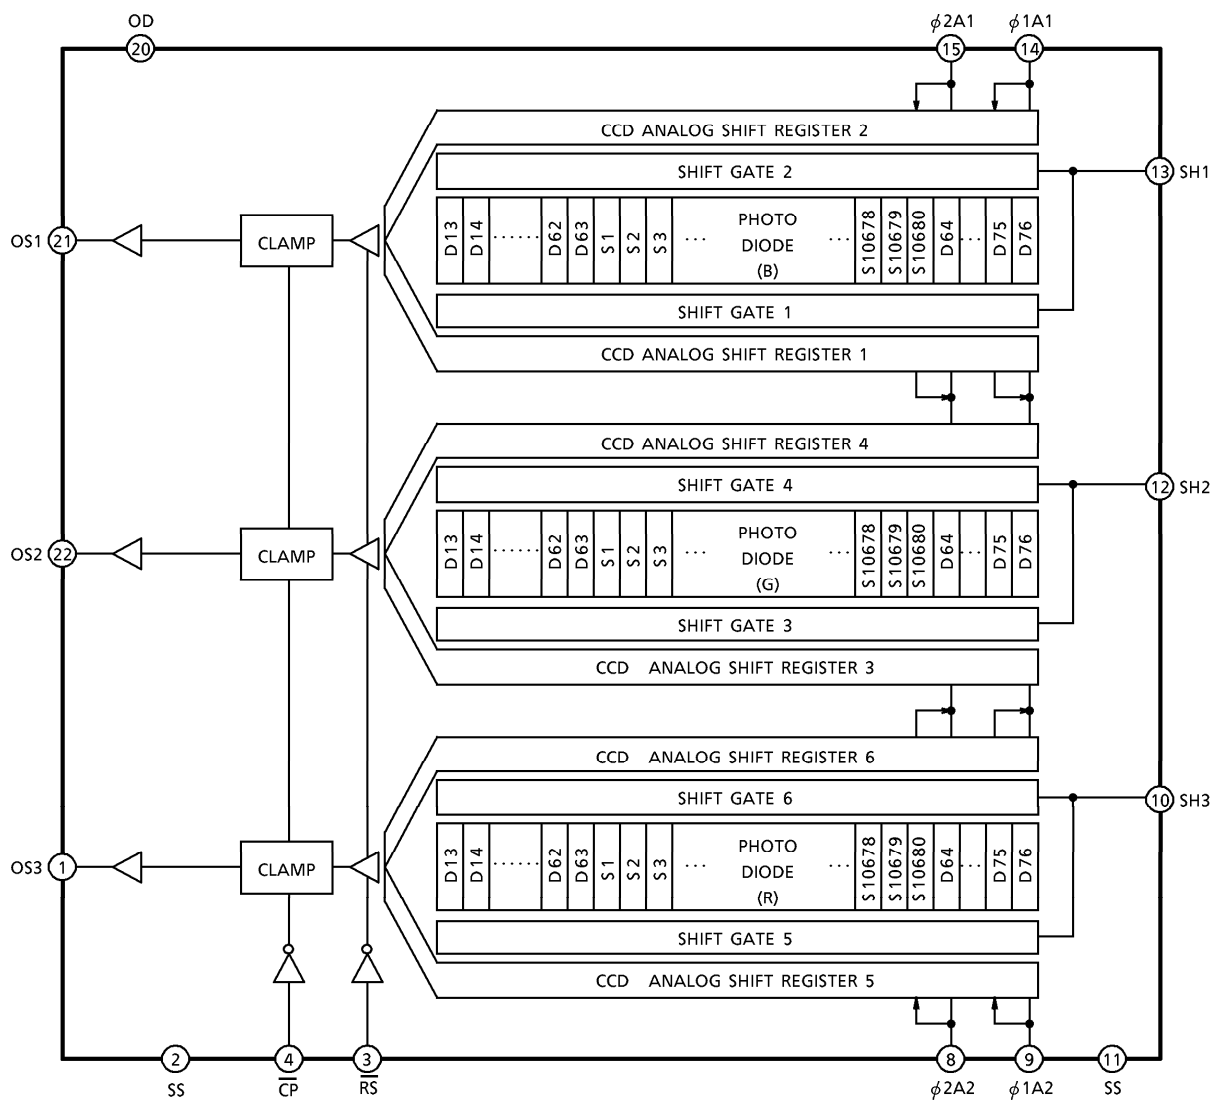 OD φ2A1 φ1A1
20 15 14
CCD ANALOG SHIFT REGISTER 2
SHIFT GATE 2
13 SH1
OS1 21 CLAMP
D13 D14 ······ D62 D63 S1 S2 S3 ··· PHOTO DIODE (B) ··· S10678 S10679 S10680 D64 ··· D75 D76
SHIFT GATE 1
CCD ANALOG SHIFT REGISTER 1
CCD ANALOG SHIFT REGISTER 4
SHIFT GATE 4
12 SH2
OS2 22 CLAMP
D13 D14 ······ D62 D63 S1 S2 S3 ··· PHOTO DIODE (G) ··· S10678 S10679 S10680 D64 ··· D75 D76
SHIFT GATE 3
CCD ANALOG SHIFT REGISTER 3
CCD ANALOG SHIFT REGISTER 6
SHIFT GATE 6
10 SH3
OS3 1 CLAMP
D13 D14 ······ D62 D63 S1 S2 S3 ··· PHOTO DIODE (R) ··· S10678 S10679 S10680 D64 ··· D75 D76
SHIFT GATE 5
CCD ANALOG SHIFT REGISTER 5
2 4 3 8 9 11
SS C̅P̅ R̅S̅ φ2A2 φ1A2 SS